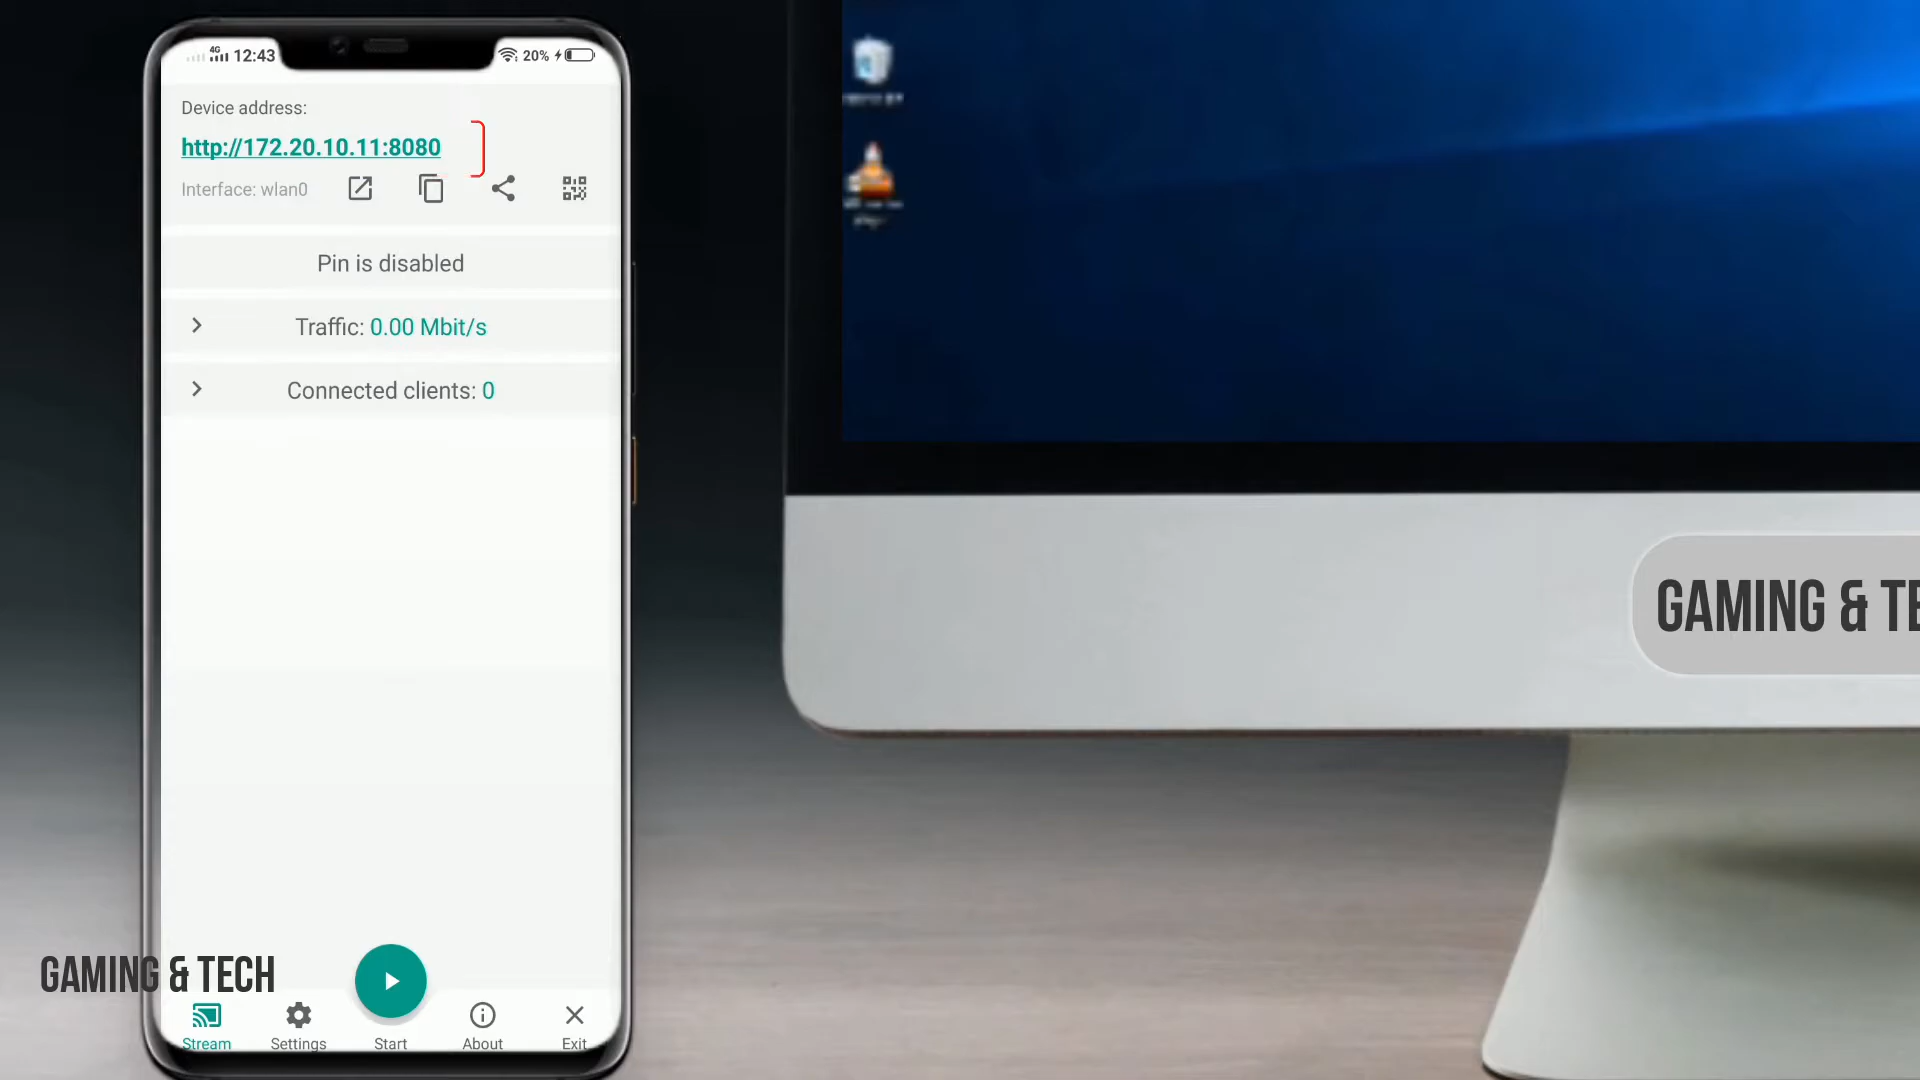 4G 12:43 20%
Device address:
http://172.20.10.11:8080
Interface: wlan0
Pin is disabled
Traffic: 0.00 Mbit/s
Connected clients: 0
GAMING & TE
GAMING & TECH
Stream Settings Start About Exit